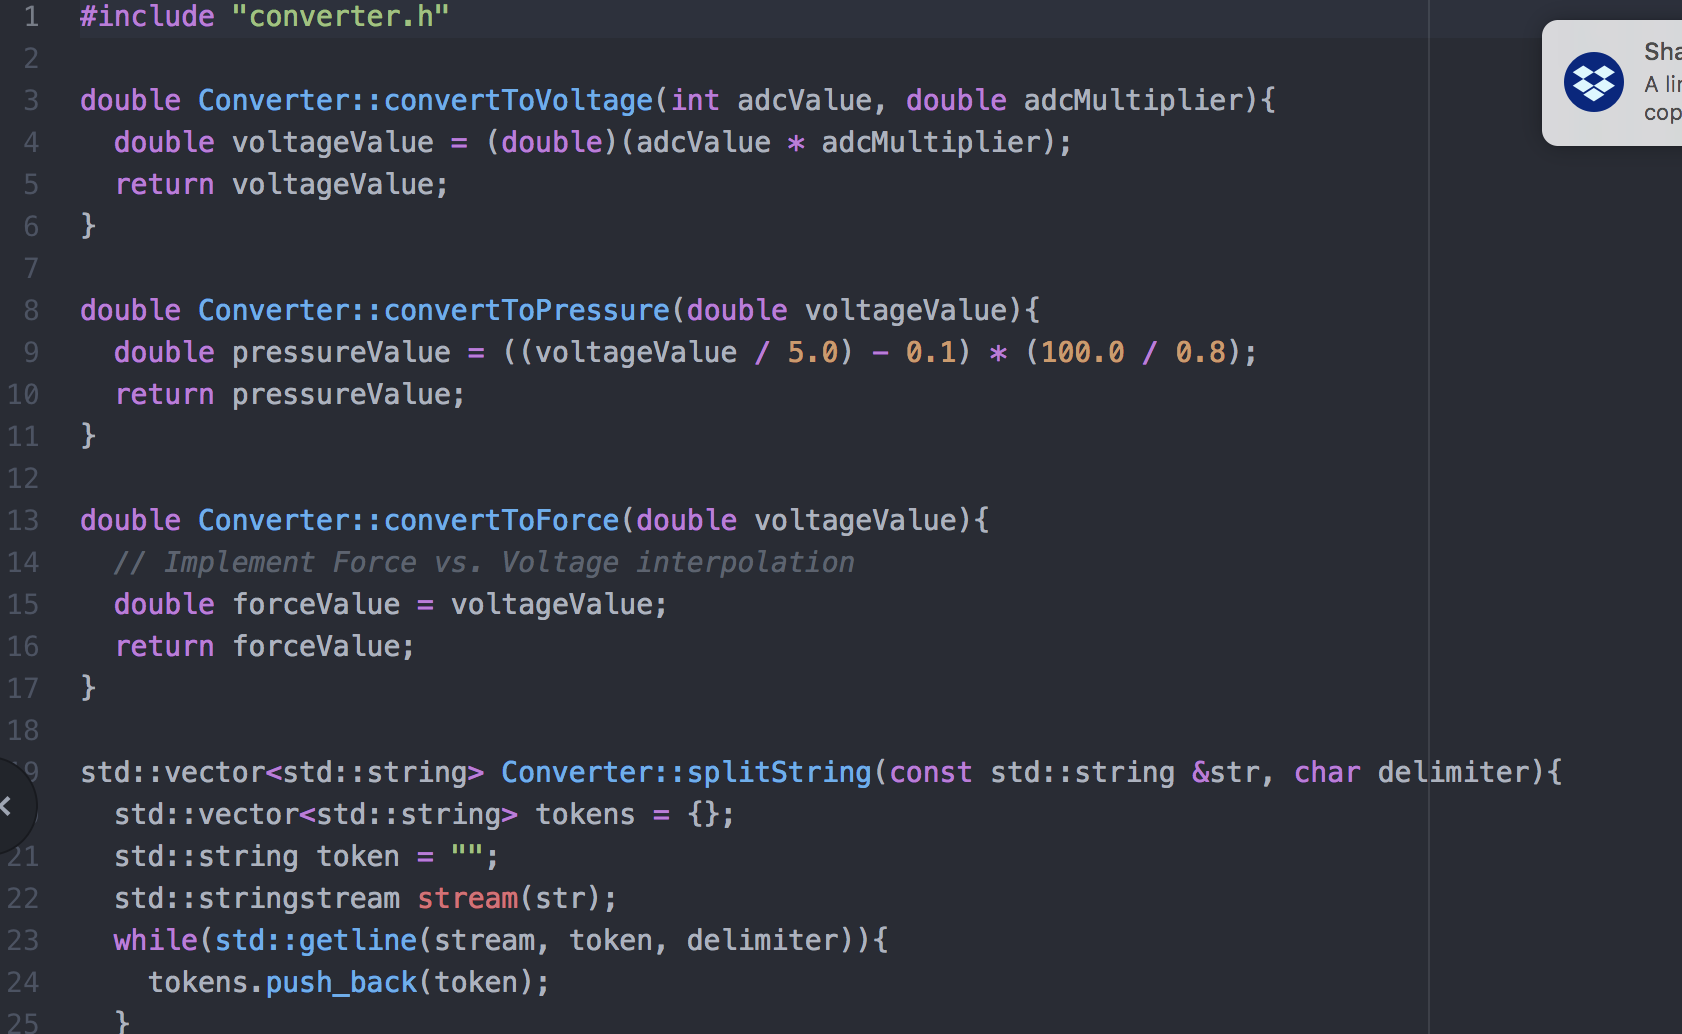 1 #include "converter.h"
2
3 double Converter::convertToVoltage(int adcValue, double adcMultiplier){
4   double voltageValue = (double)(adcValue * adcMultiplier);
5   return voltageValue;
6 }
7
8 double Converter::convertToPressure(double voltageValue){
9   double pressureValue = ((voltageValue / 5.0) - 0.1) * (100.0 / 0.8);
10   return pressureValue;
11 }
12
13 double Converter::convertToForce(double voltageValue){
14   // Implement Force vs. Voltage interpolation
15   double forceValue = voltageValue;
16   return forceValue;
17 }
18
9 std::vector<std::string> Converter::splitString(const std::string &str, char delimiter){
  std::vector<std::string> tokens = {};
21   std::string token = "";
22   std::stringstream stream(str);
23   while(std::getline(stream, token, delimiter)){
24     tokens.push_back(token);
25   }
A